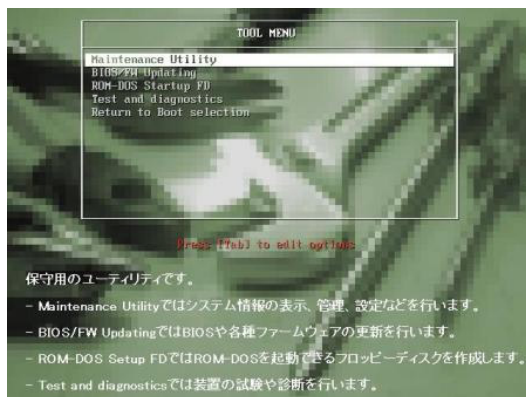 TOOL MENU
Maintenance Utility
BIOS/FW Updating
ROM-DOS Startup FD
Test and diagnostics
Return to Boot selection
Press [Tab] to edit options
保守用のユーティリティです。
- Maintenance Utilityではシステム情報の表示、管理、設定などを行います。
- BIOS/FW UpdatingではBIOSや各種ファームウェアの更新を行います。
- ROM-DOS Setup FDではROM-DOSを起動できるフロッピーディスクを作成します。
- Test and diagnosticsでは装置の試験や診断を行います。